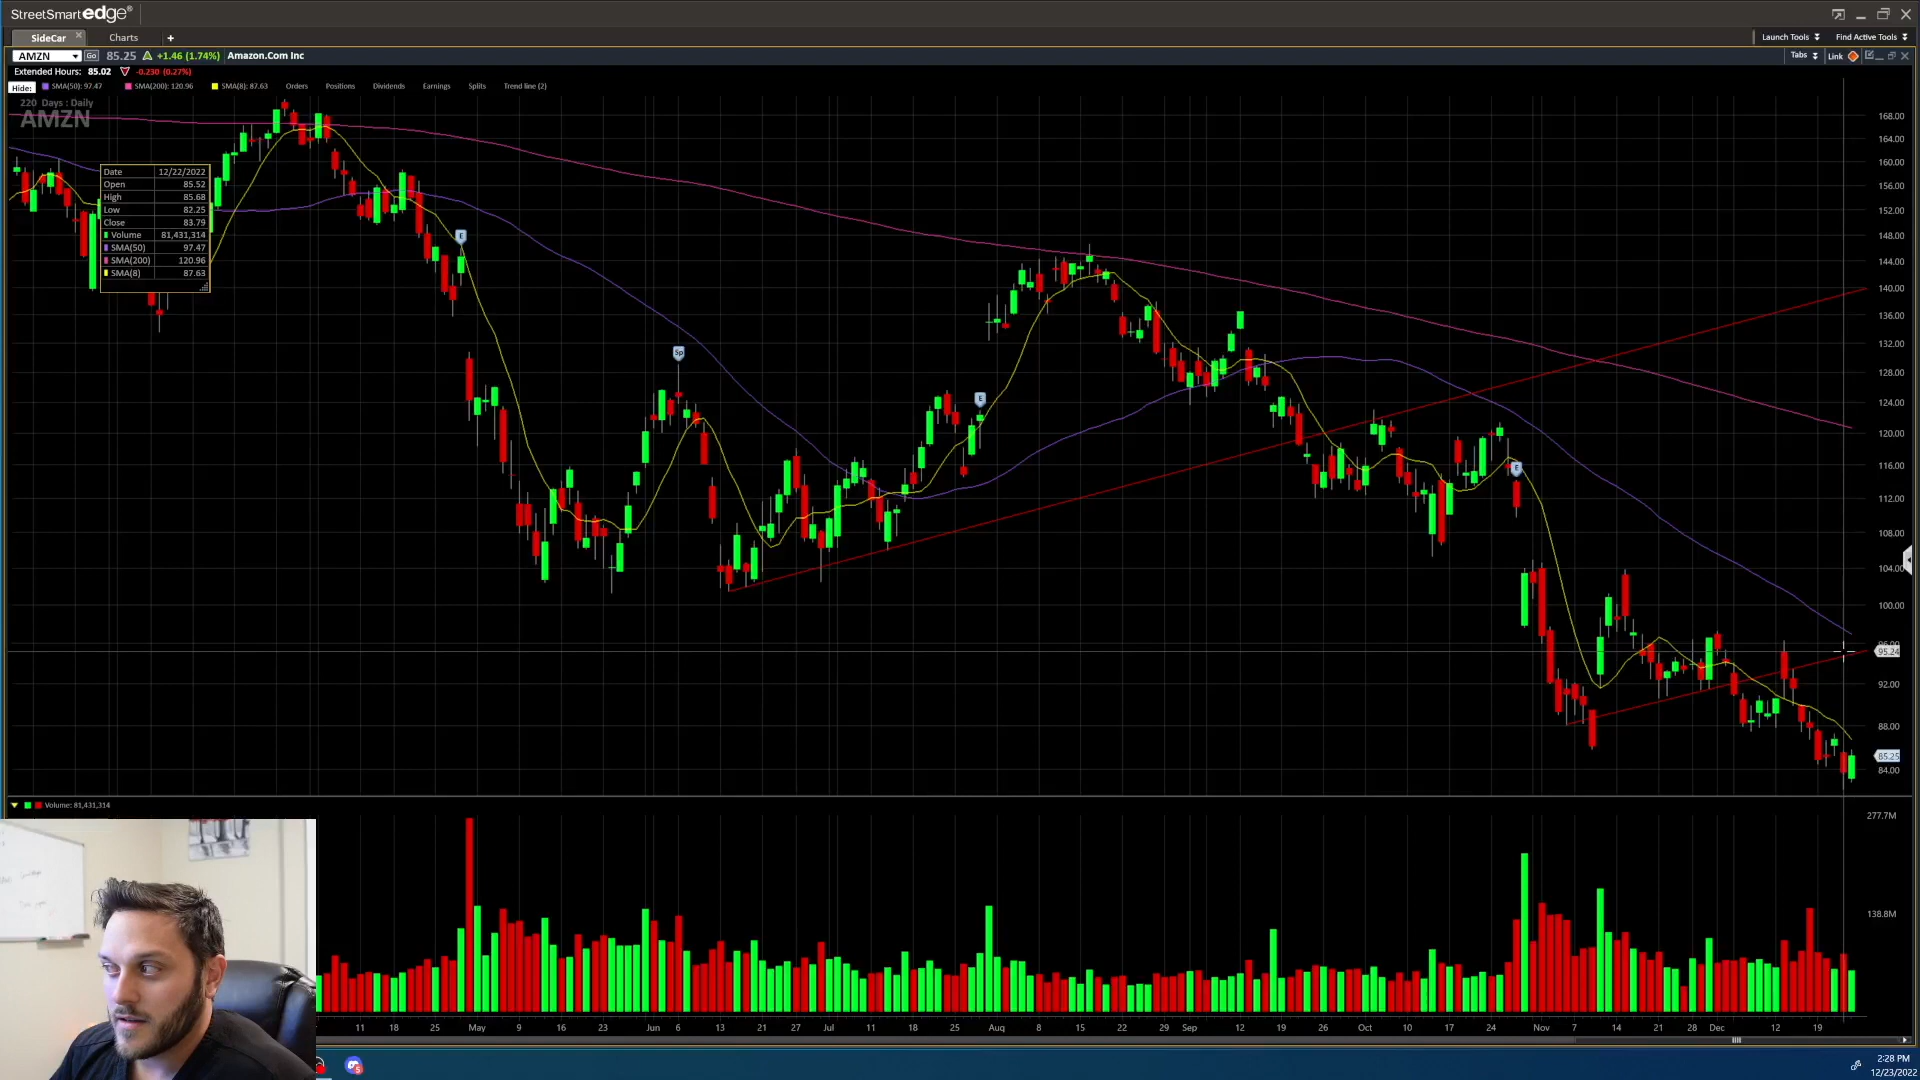 StreetSmartedge®
SideCar × Charts +
Launch Tools Find Active Tools
AMZN Go 85.25 +1.46 (1.74%) Amazon.Com Inc
Tabs Link
Extended Hours: 85.02 -0.230 (0.27%)
Hide: SMA(50): 97.47 SMA(200): 120.96 SMA(8): 87.63 Orders Positions Dividends Earnings Splits Trend line (2)
220 Days : Daily
AMZN
Date 12/22/2022
Open 85.52
High 85.68
Low 82.25
Close 83.79
Volume 81,431,314
SMA(50) 97.47
SMA(200) 120.96
SMA(8) 87.63
E
Sp
E
E
168.00
164.00
160.00
156.00
152.00
148.00
144.00
140.00
136.00
132.00
128.00
124.00
120.00
116.00
112.00
108.00
104.00
100.00
96.00
95.24
92.00
88.00
85.25
84.00
Volume: 81,431,314
277.7M
138.8M
11 18 25 May 9 16 23 Jun 6 13 21 27 Jul 11 18 25 Aug 8 15 22 29 Sep 12 19 26 Oct 10 17 24 Nov 7 14 21 28 Dec 12 19
2:28 PM
12/23/2022